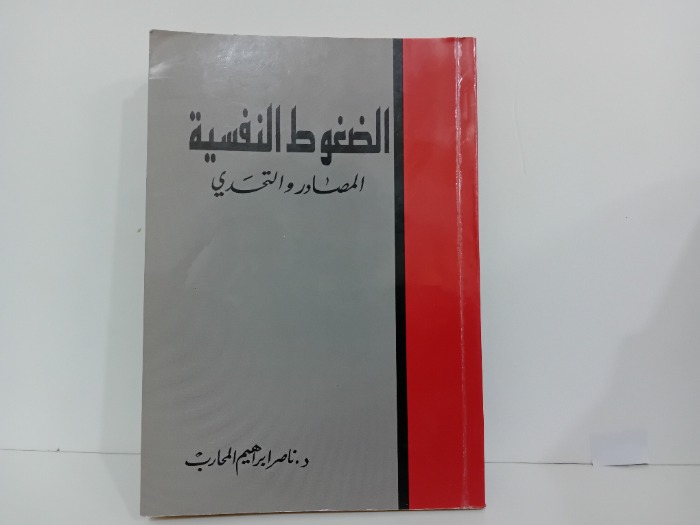 الضغوط النفسية
المصادر والتحدي
د. ناصر ابراهيم المحارب